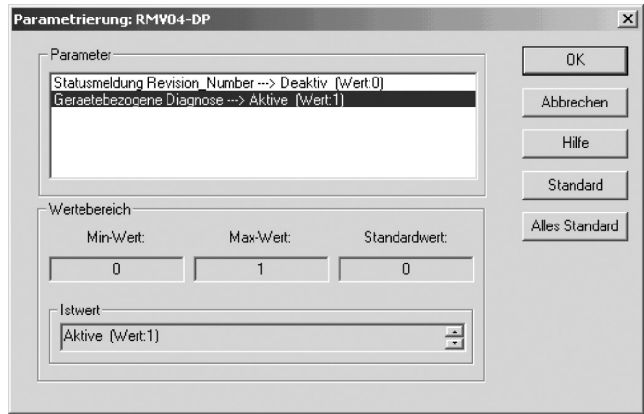 Parametrierung: RMV04-DP
Parameter
Statusmeldung Revision_Number ---> Deaktiv (Wert:0)
Geraetebezogene Diagnose ---> Aktive (Wert:1)
OK
Abbrechen
Hilfe
Standard
Alles Standard
Wertebereich
Min-Wert: Max-Wert: Standardwert:
0 1 0
Istwert
Aktive (Wert:1)